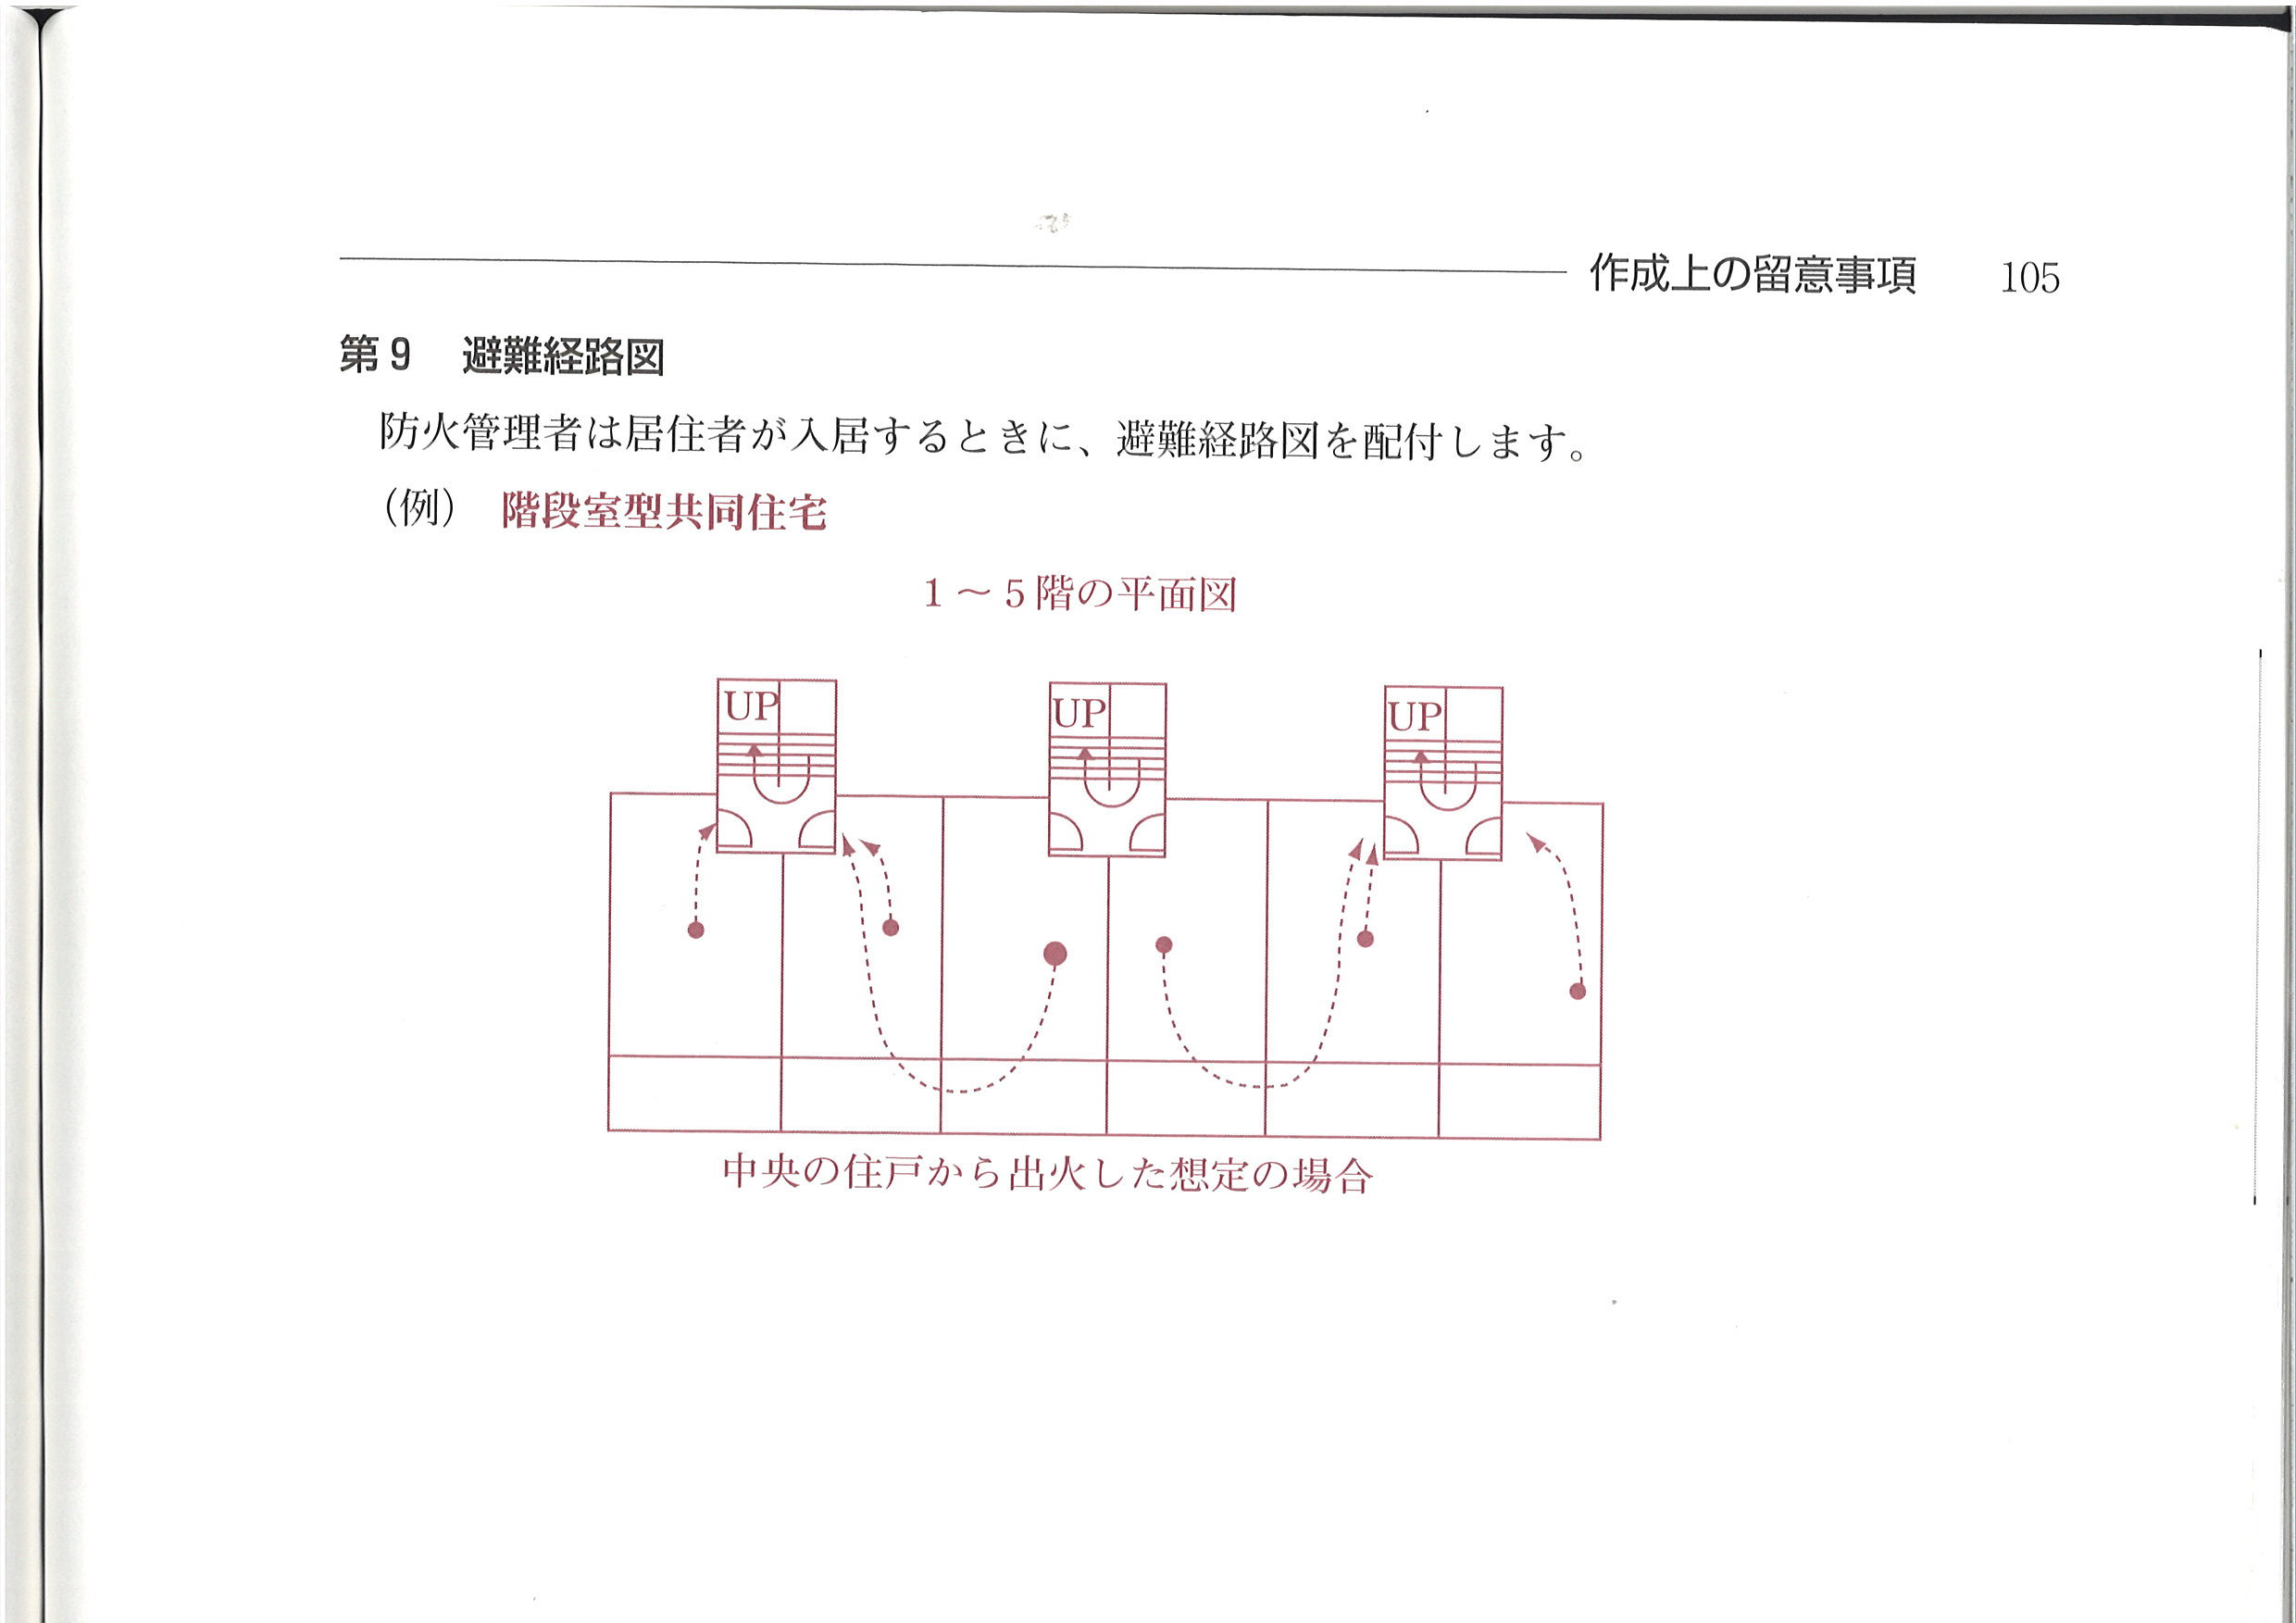 作成上の留意事項　105
第9　避難経路図
防火管理者は居住者が入居するときに、避難経路図を配付します。
（例）　階段室型共同住宅
1～5階の平面図
UP
UP
UP
中央の住戸から出火した想定の場合